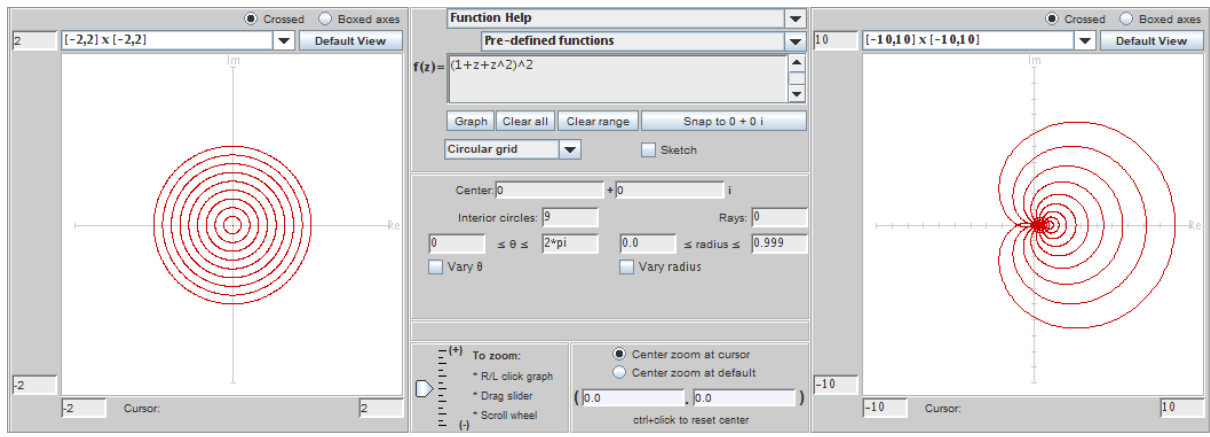 Crossed Boxed axes
2 [-2,2] x [-2,2] Default View
Im
Re
-2
-2 Cursor: 2
Function Help
Pre-defined functions
f(z)= (1+z+z^2)^2
Graph Clear all Clear range Snap to 0 + 0 i
Circular grid Sketch
Center: 0 + 0 i
Interior circles: 9 Rays: 0
0 ≤ θ ≤ 2*pi 0.0 ≤ radius ≤ 0.999
Vary θ Vary radius
(+) To zoom:
* R/L click graph
* Drag slider
* Scroll wheel
(-)
Center zoom at cursor
Center zoom at default
( 0.0 , 0.0 )
ctrl+click to reset center
Crossed Boxed axes
10 [-10,10] x [-10,10] Default View
Im
Re
-10
-10 Cursor: 10